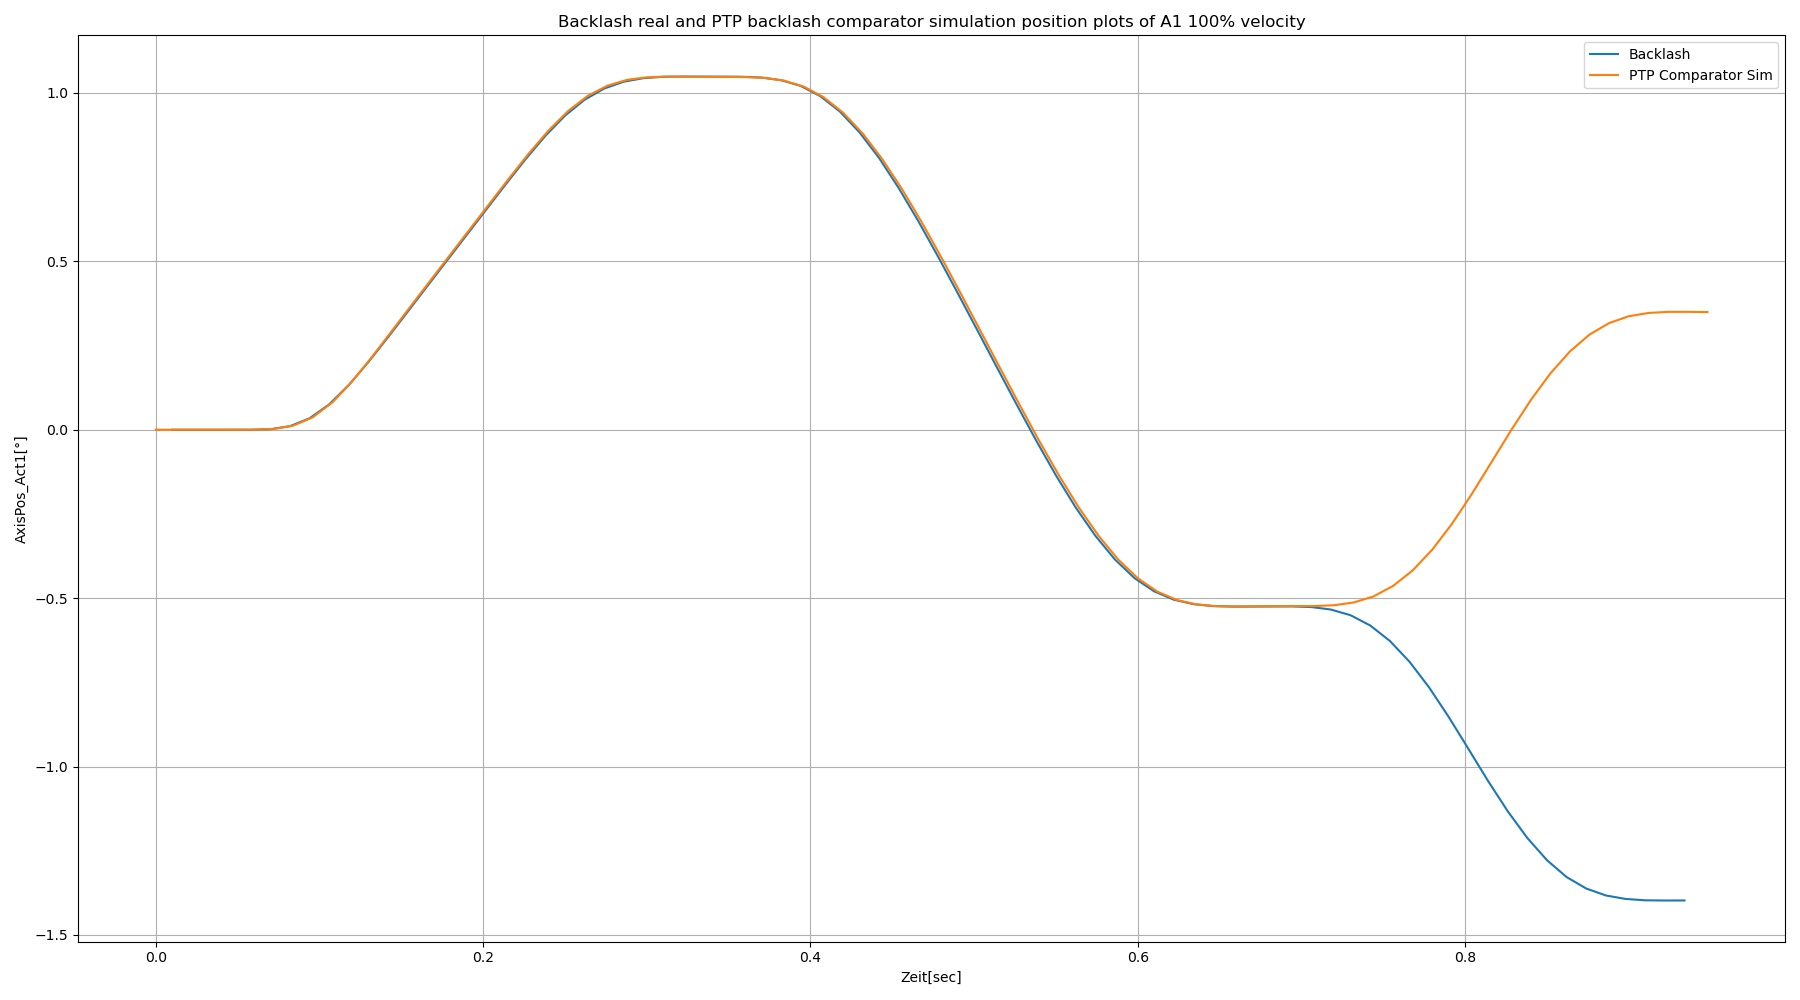 Backlash real and PTP backlash comparator simulation position plots of A1 100% velocity
Backlash
PTP Comparator Sim
AxisPos_Act1[°]
1.0
0.5
0.0
−0.5
−1.0
−1.5
0.0
0.2
0.4
0.6
0.8
Zeit[sec]